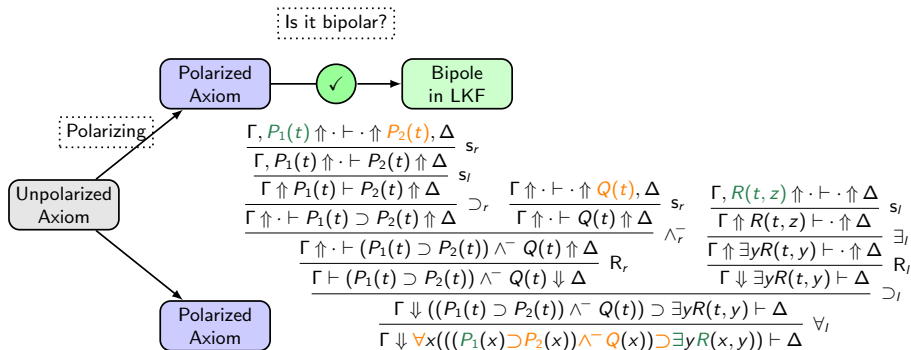 Is it bipolar?
Polarized
Axiom
✓
Bipole
in LKF
Polarizing
Unpolarized
Axiom
Polarized
Axiom
Γ, P₁(t) ⇑ · ⊢ · ⇑ P₂(t), Δ
s_r
Γ, P₁(t) ⇑ · ⊢ P₂(t) ⇑ Δ
s_l
Γ ⇑ P₁(t) ⊢ P₂(t) ⇑ Δ
⊃_r
Γ ⇑ · ⊢ P₁(t) ⊃ P₂(t) ⇑ Δ
Γ ⇑ · ⊢ · ⇑ Q(t), Δ
s_r
Γ ⇑ · ⊢ Q(t) ⇑ Δ
∧⁻_r
Γ ⇑ · ⊢ (P₁(t) ⊃ P₂(t)) ∧⁻ Q(t) ⇑ Δ
R_r
Γ ⊢ (P₁(t) ⊃ P₂(t)) ∧⁻ Q(t) ⇓ Δ
Γ, R(t, z) ⇑ · ⊢ · ⇑ Δ
s_l
Γ ⇑ R(t, z) ⊢ · ⇑ Δ
∃_l
Γ ⇑ ∃yR(t, y) ⊢ · ⇑ Δ
R_l
Γ ⇓ ∃yR(t, y) ⊢ Δ
⊃_l
Γ ⇓ ((P₁(t) ⊃ P₂(t)) ∧⁻ Q(t)) ⊃ ∃yR(t, y) ⊢ Δ
∀_l
Γ ⇓ ∀x(((P₁(x)⊃P₂(x))∧⁻Q(x))⊃∃yR(x, y)) ⊢ Δ